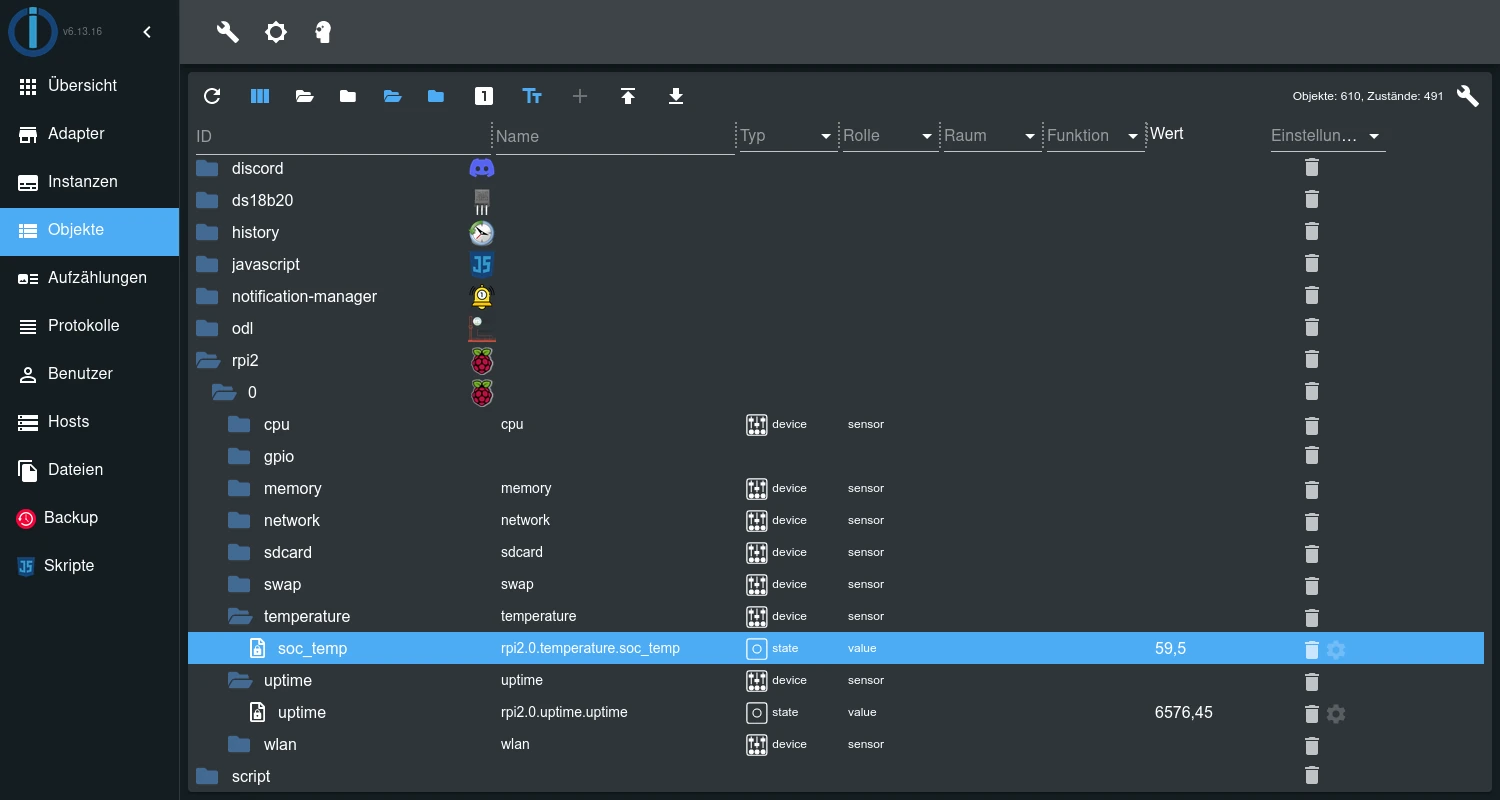 v6.13.16
Übersicht
Adapter
Instanzen
Objekte
Aufzählungen
Protokolle
Benutzer
Hosts
Dateien
Backup
JS Skripte
1 Tт Objekte: 610, Zustände: 491
ID Name Typ Rolle Raum Funktion Wert Einstellun…
discord
ds18b20
history
javascript JS
notification-manager
odl
rpi2
0
cpu cpu device sensor
gpio
memory memory device sensor
network network device sensor
sdcard sdcard device sensor
swap swap device sensor
temperature temperature device sensor
soc_temp rpi2.0.temperature.soc_temp state value 59,5
uptime uptime device sensor
uptime rpi2.0.uptime.uptime state value 6576,45
wlan wlan device sensor
script